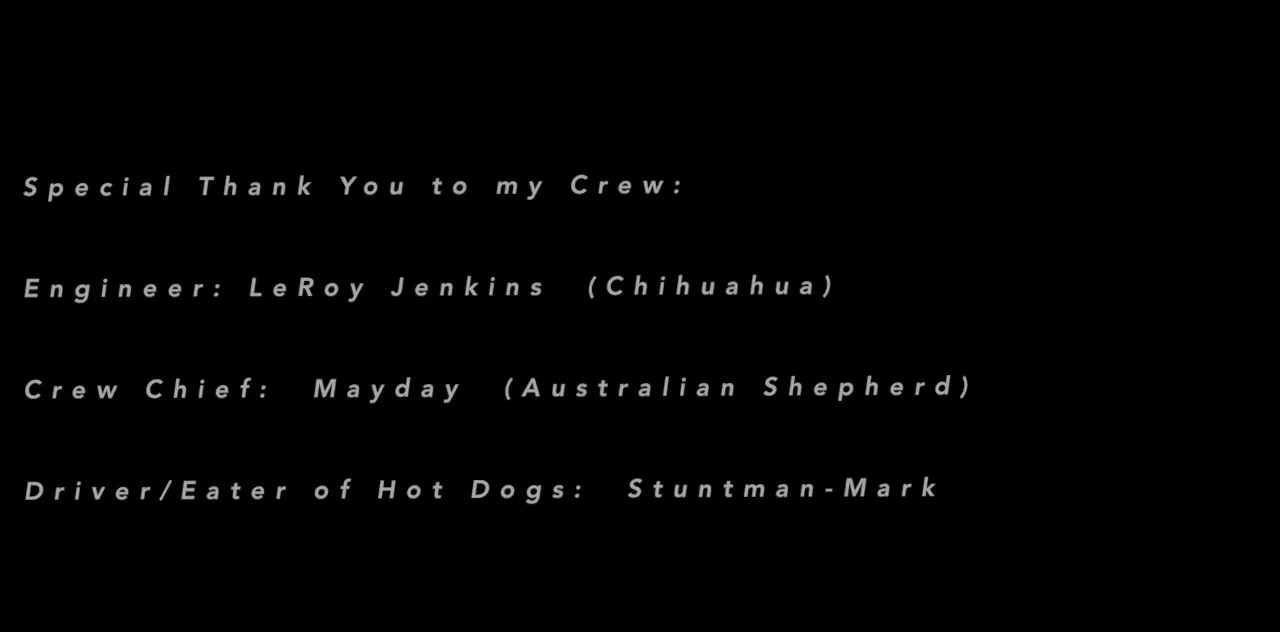 Special Thank You to my Crew:
Engineer: LeRoy Jenkins (Chihuahua)
Crew Chief: Mayday (Australian Shepherd)
Driver/Eater of Hot Dogs: Stuntman-Mark